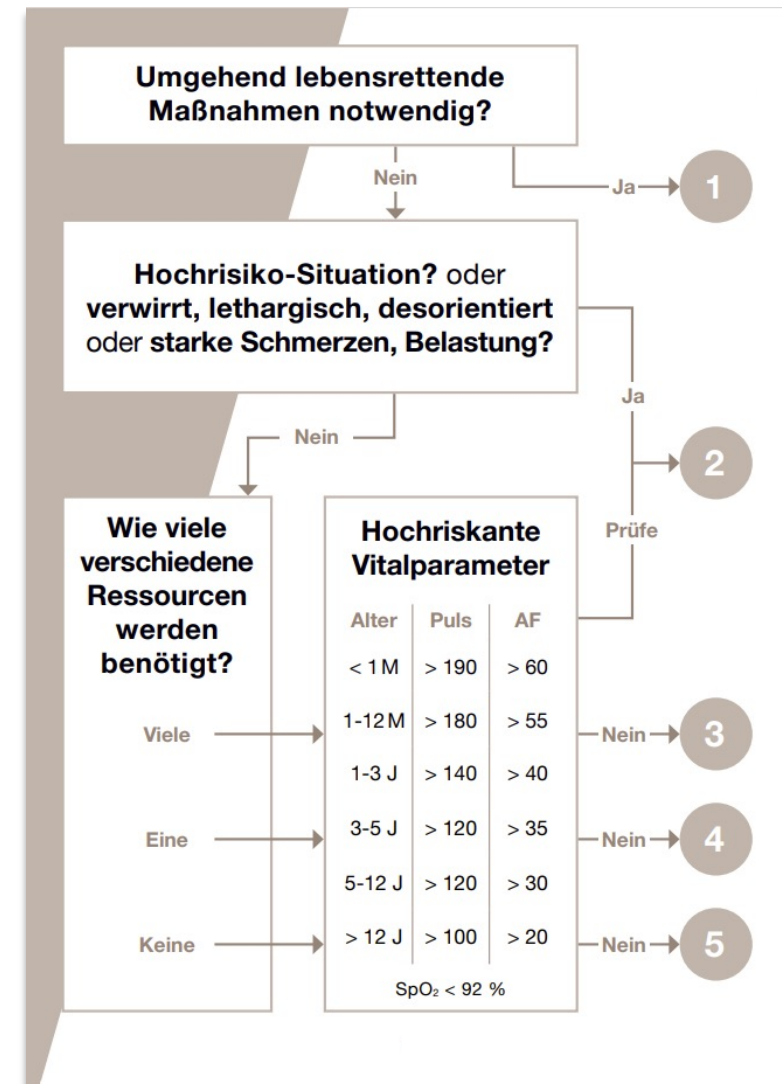 Umgehend lebensrettende
Maßnahmen notwendig?
Nein
Ja
1
Hochrisiko-Situation? oder
verwirrt, lethargisch, desorientiert
oder starke Schmerzen, Belastung?
Ja
Nein
2
Prüfe
Wie viele
verschiedene
Ressourcen
werden
benötigt?
Hochriskante
Vitalparameter
Alter Puls AF
< 1 M > 190 > 60
Viele
1-12 M > 180 > 55
Nein
3
1-3 J > 140 > 40
Eine
3-5 J > 120 > 35
Nein
4
5-12 J > 120 > 30
Keine
> 12 J > 100 > 20
Nein
5
SpO₂ < 92 %